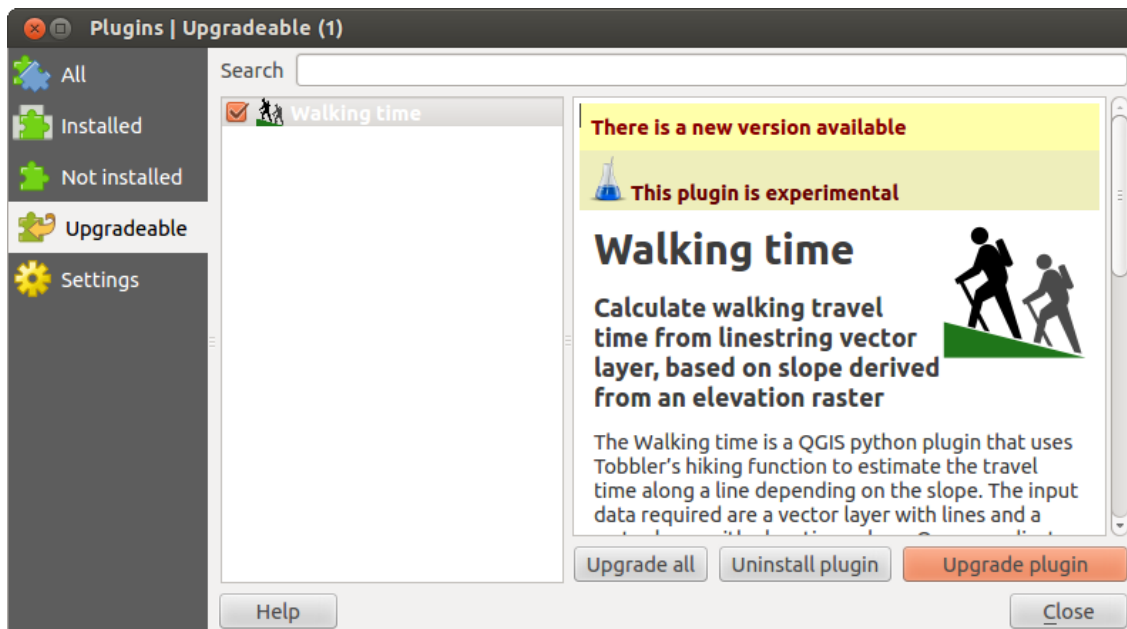 Plugins | Upgradeable (1)
All
Installed
Not installed
Upgradeable
Settings
Search
Walking time
There is a new version available
This plugin is experimental
Walking time
Calculate walking travel
time from linestring vector
layer, based on slope derived
from an elevation raster
The Walking time is a QGIS python plugin that uses
Tobbler's hiking function to estimate the travel
time along a line depending on the slope. The input
data required are a vector layer with lines and a
Upgrade all
Uninstall plugin
Upgrade plugin
Help
Close